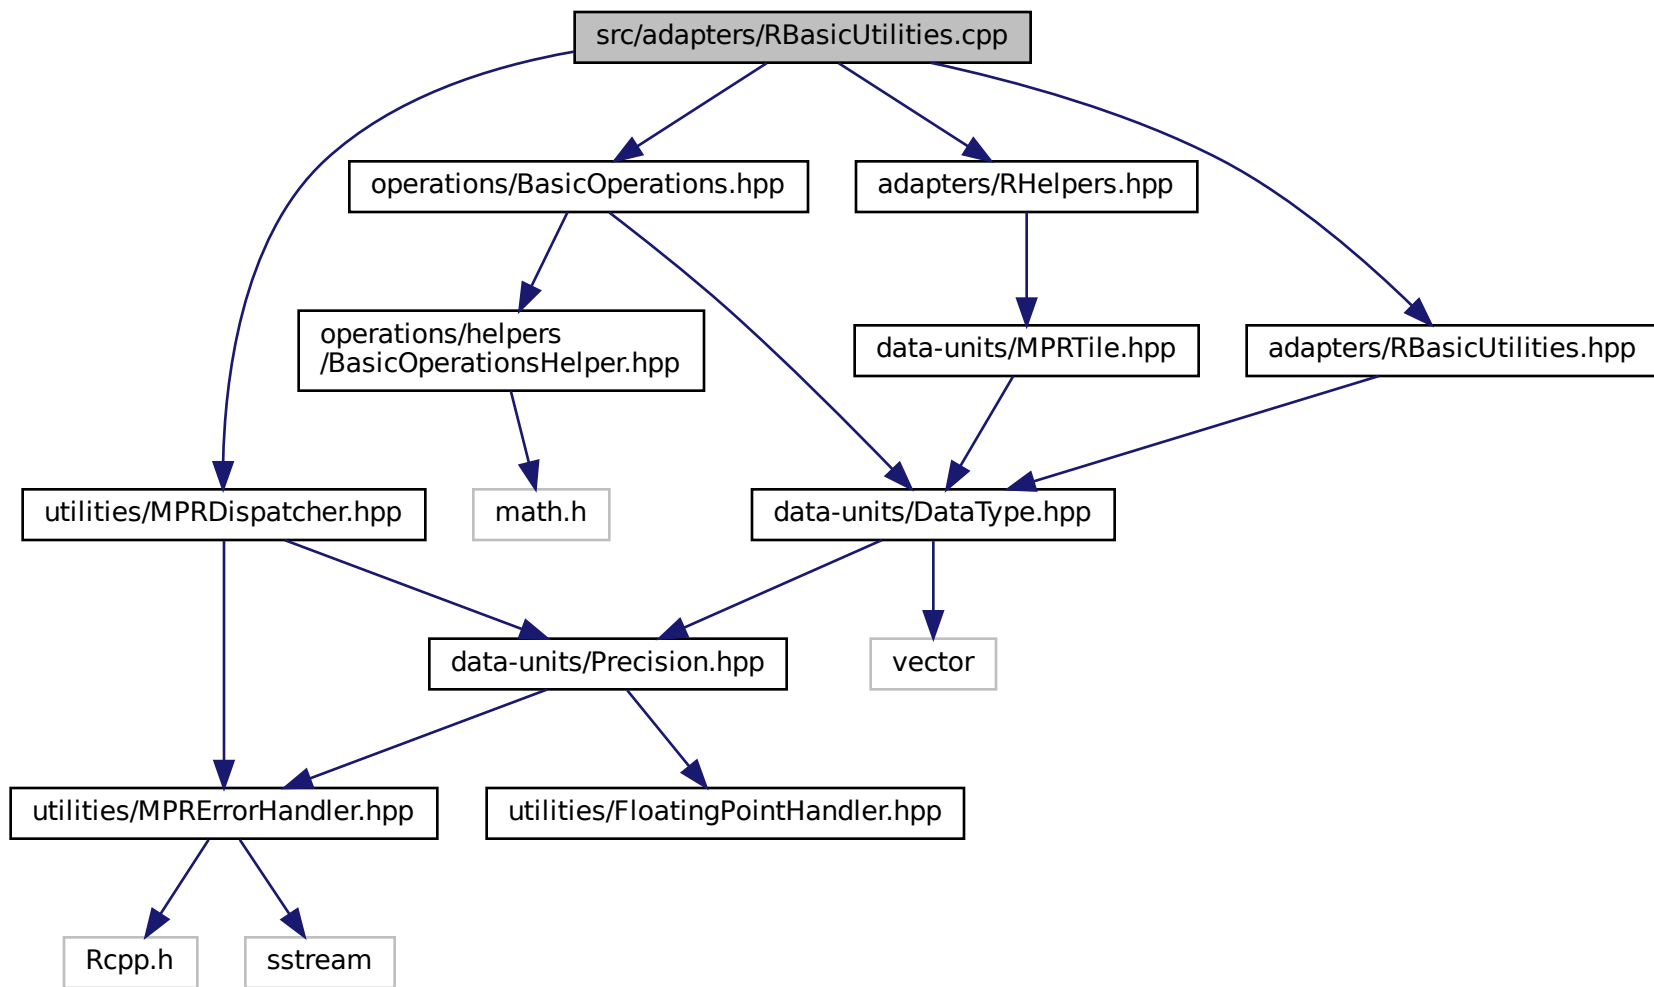 src/adapters/RBasicUtilities.cpp
operations/BasicOperations.hpp
adapters/RHelpers.hpp
operations/helpers
/BasicOperationsHelper.hpp
data-units/MPRTile.hpp
adapters/RBasicUtilities.hpp
utilities/MPRDispatcher.hpp
math.h
data-units/DataType.hpp
data-units/Precision.hpp
vector
utilities/MPRErrorHandler.hpp
utilities/FloatingPointHandler.hpp
Rcpp.h
sstream